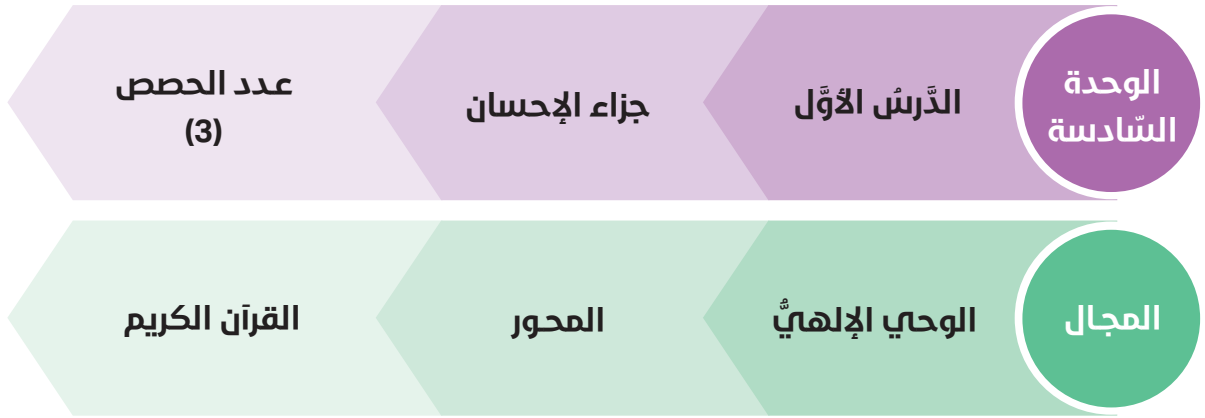 الوحدة
السّادسة
الدَّرسُ الأوَّل
جزاء الإحسان
عدد الحصص
(3)
المجال
الوحي الإلهيُّ
المحور
القرآن الكريم